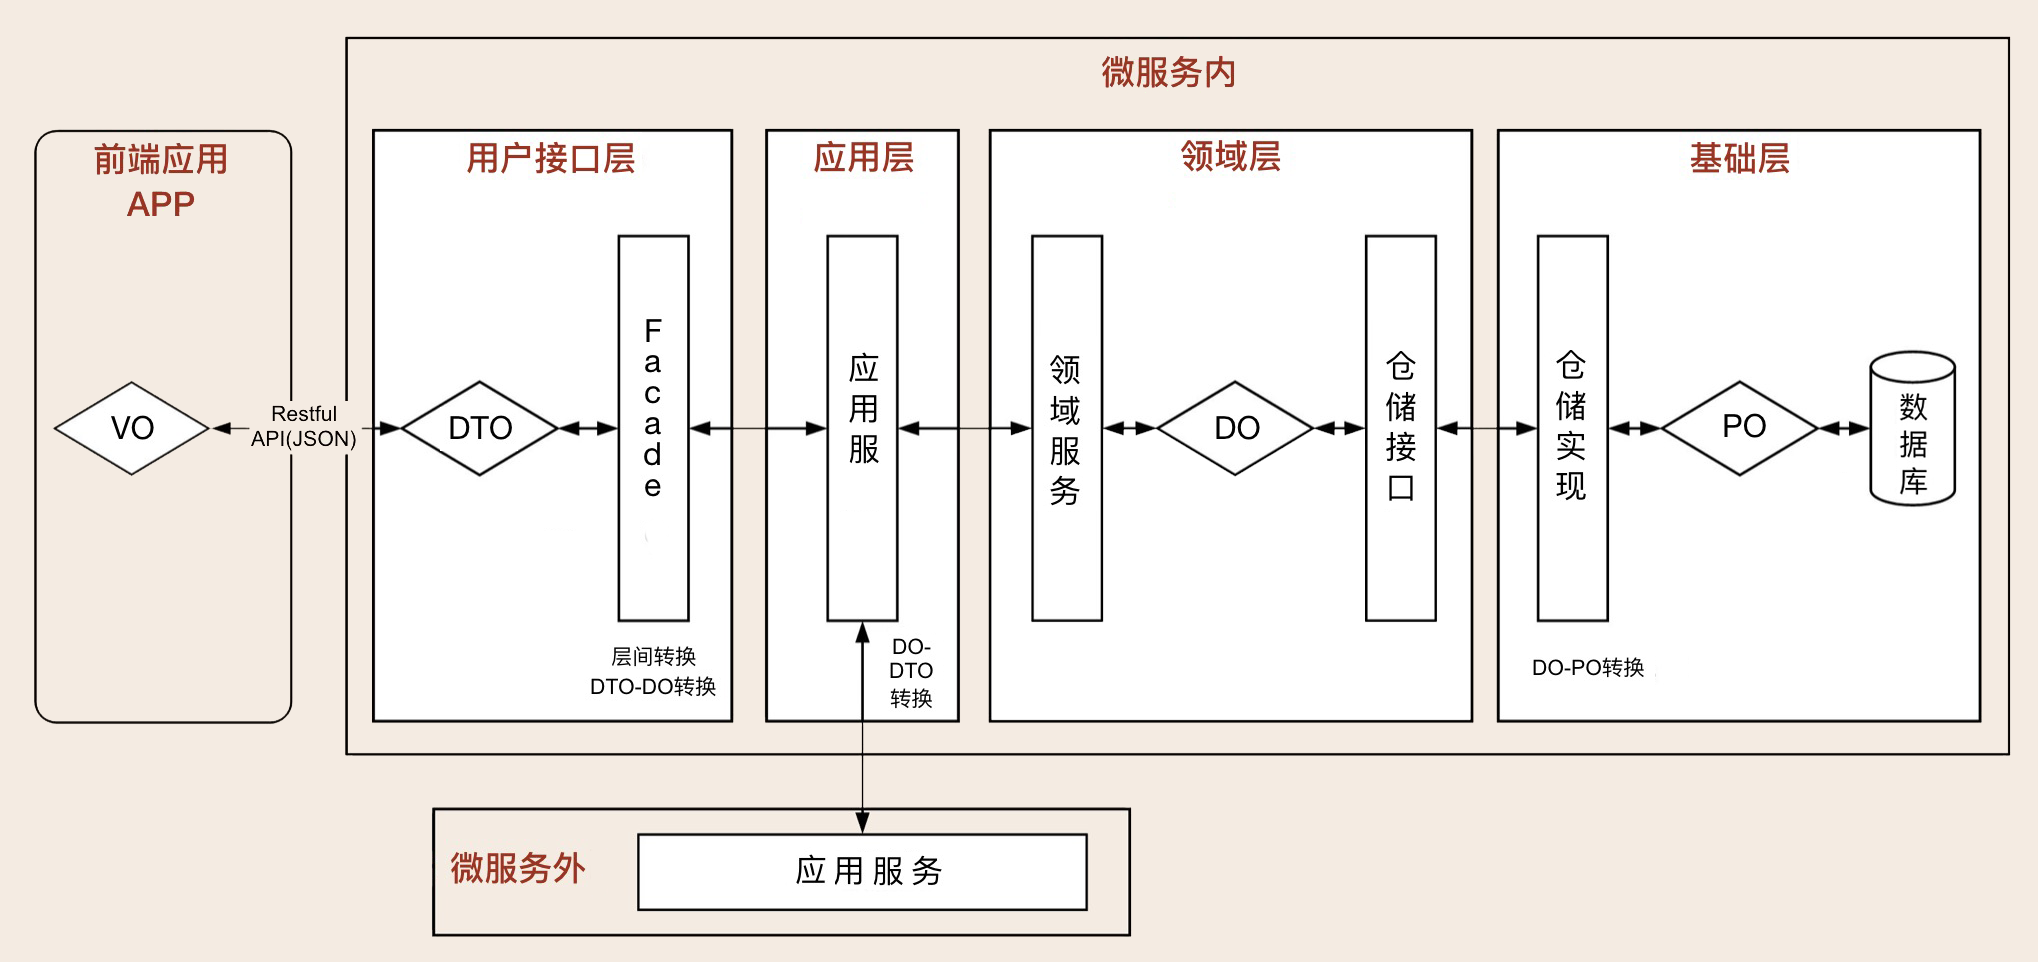 微服务内
前端应用
APP
用户接口层
应用层
领域层
基础层
VO
Restful
API(JSON)
DTO
Facade
应用服
领域服务
DO
仓储接口
仓储实现
PO
数据库
层间转换
DTO-DO转换
DO-
DTO
转换
DO-PO转换
微服务外
应用服务